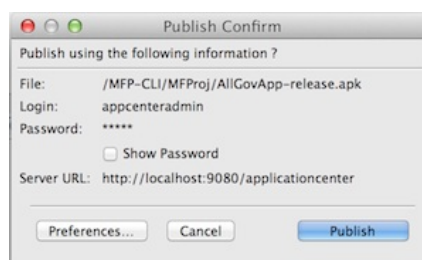 Publish Confirm
Publish using the following information ?
File: /MFP-CLI/MFProj/AllGovApp-release.apk
Login: appcenteradmin
Password: *****
Show Password
Server URL: http://localhost:9080/applicationcenter
Preferences... Cancel Publish